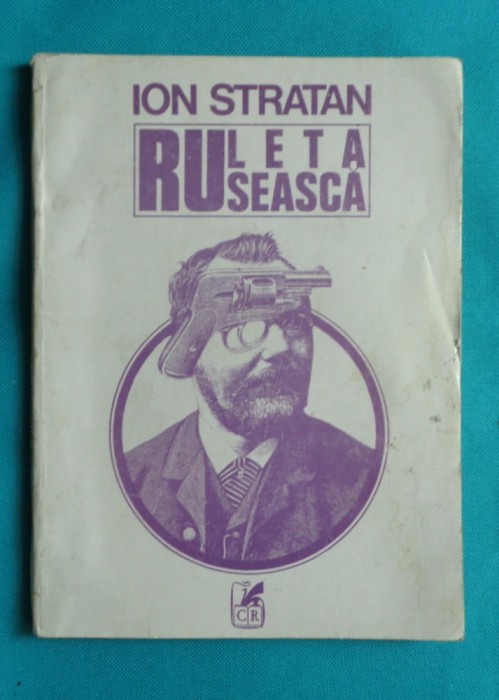 ION STRATAN
RULETA
RUSEASCĂ
CR